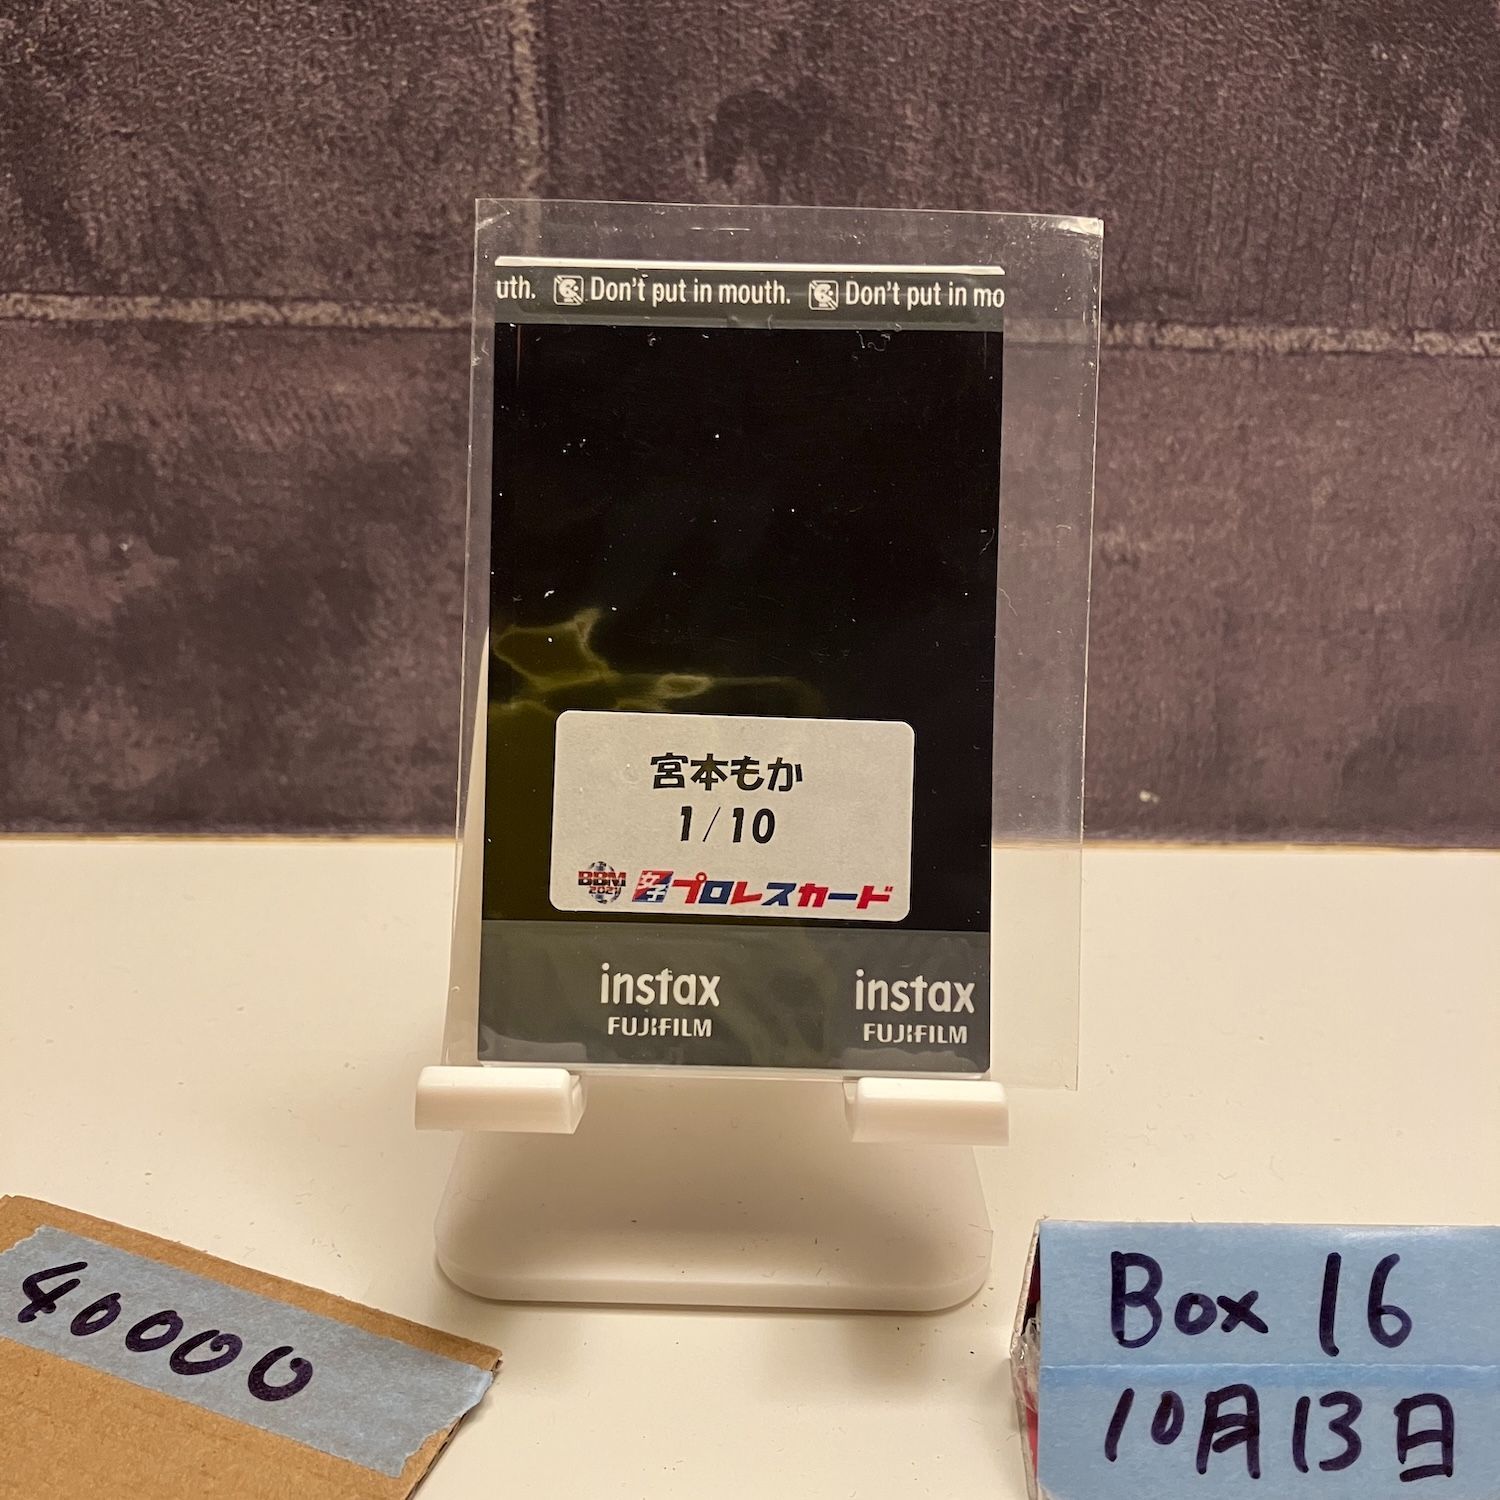 uth. Don't put in mouth. Don't put in mo
宮本もか
1/10
BBM
2021
女子プロレスカード
instax instax
FUJIFILM FUJIFILM
40000
Box 16
10月13日